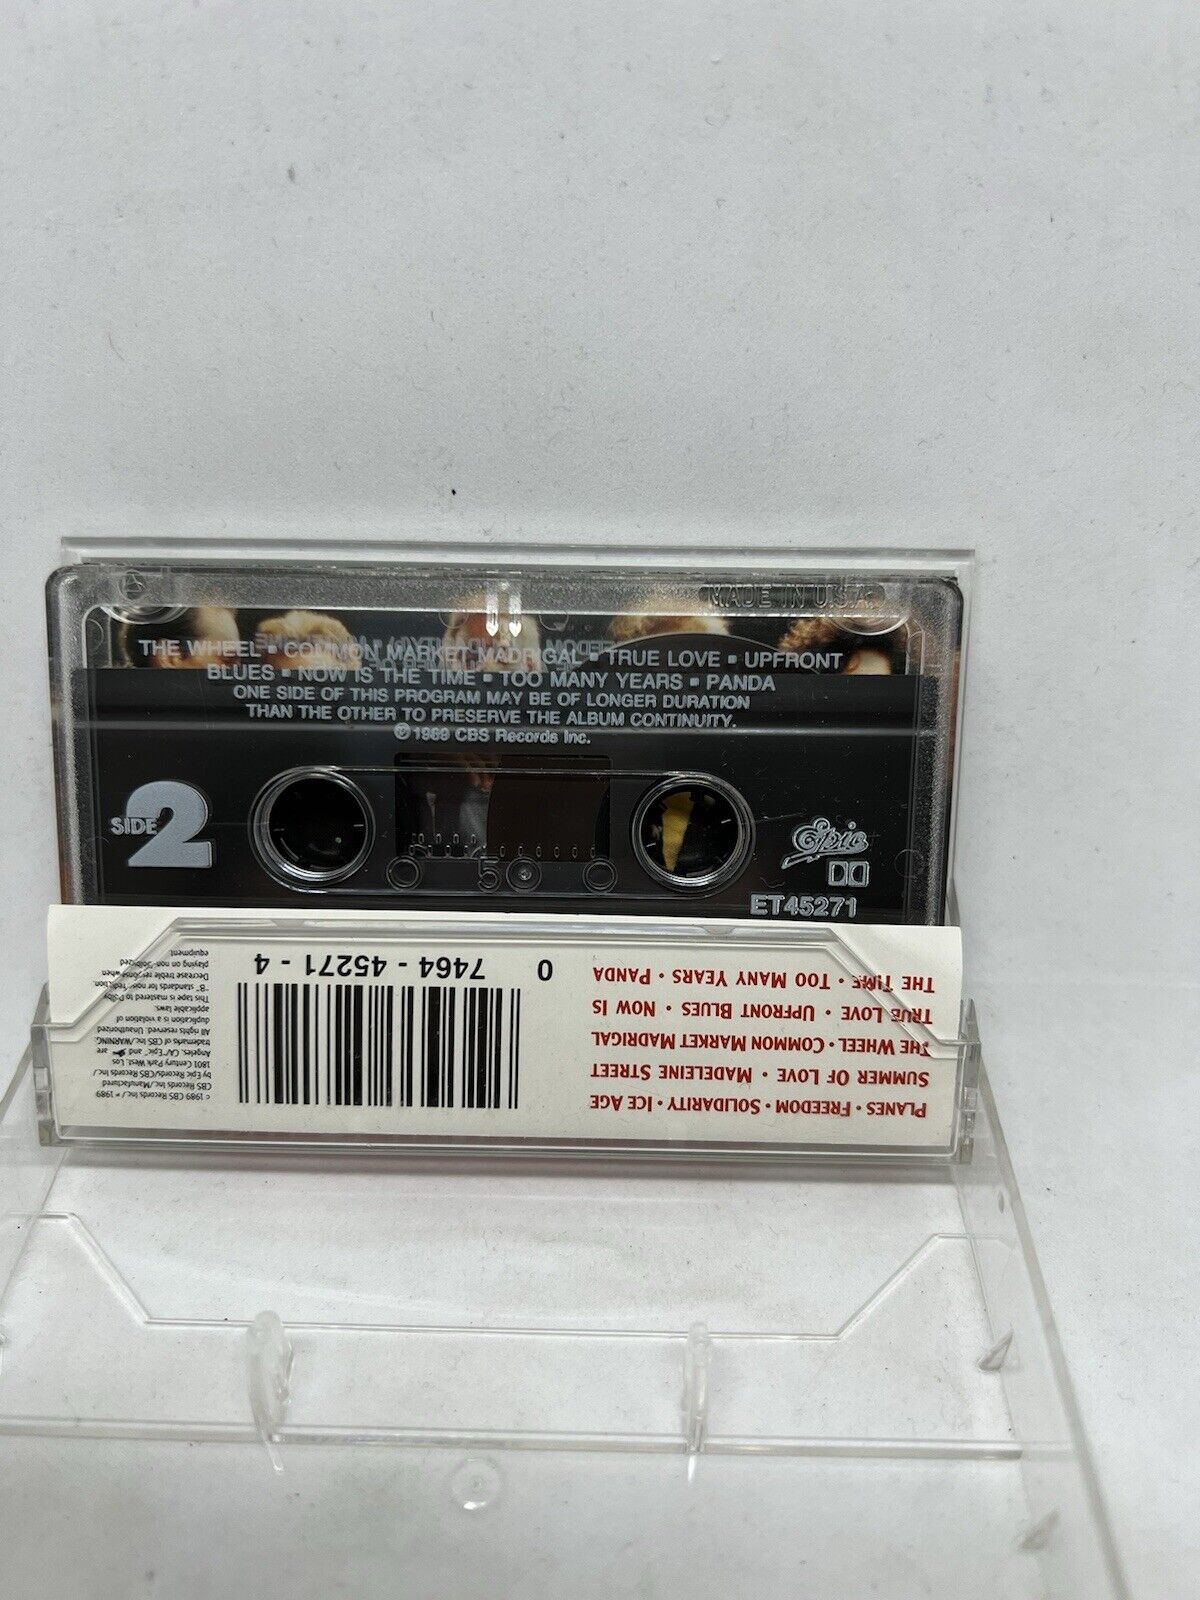 MADE IN U.S.A.
THE WHEEL ▪ COMMON MARKET MADRIGAL ▪ TRUE LOVE ▪ UPFRONT
BLUES ▪ NOW IS THE TIME ▪ TOO MANY YEARS ▪ PANDA
ONE SIDE OF THIS PROGRAM MAY BE OF LONGER DURATION
THAN THE OTHER TO PRESERVE THE ALBUM CONTINUITY.
℗ 1989 CBS Records Inc.
SIDE 2
50
0
Epic
ET45271
PLANES • FREEDOM • SOLIDARITY • ICE AGE
SUMMER OF LOVE • MADELEINE STREET
THE WHEEL • COMMON MARKET MADRIGAL
TRUE LOVE • UPFRONT BLUES • NOW IS
THE TIME • TOO MANY YEARS • PANDA
0 7464-45271-4
© 1989 CBS Records Inc./ ℗ 1989
CBS Records Inc./Manufactured
by Epic Records/CBS Records Inc./
1801 Century Park West, Los
Angeles, CA/"Epic" and are
trademarks of CBS Inc./WARNING:
All rights reserved. Unauthorized
duplication is a violation of
applicable laws.
This tape is mastered to Dolby
"B" standards for noise reduction.
Decrease treble response when
playing on non-Dolbyized
equipment.